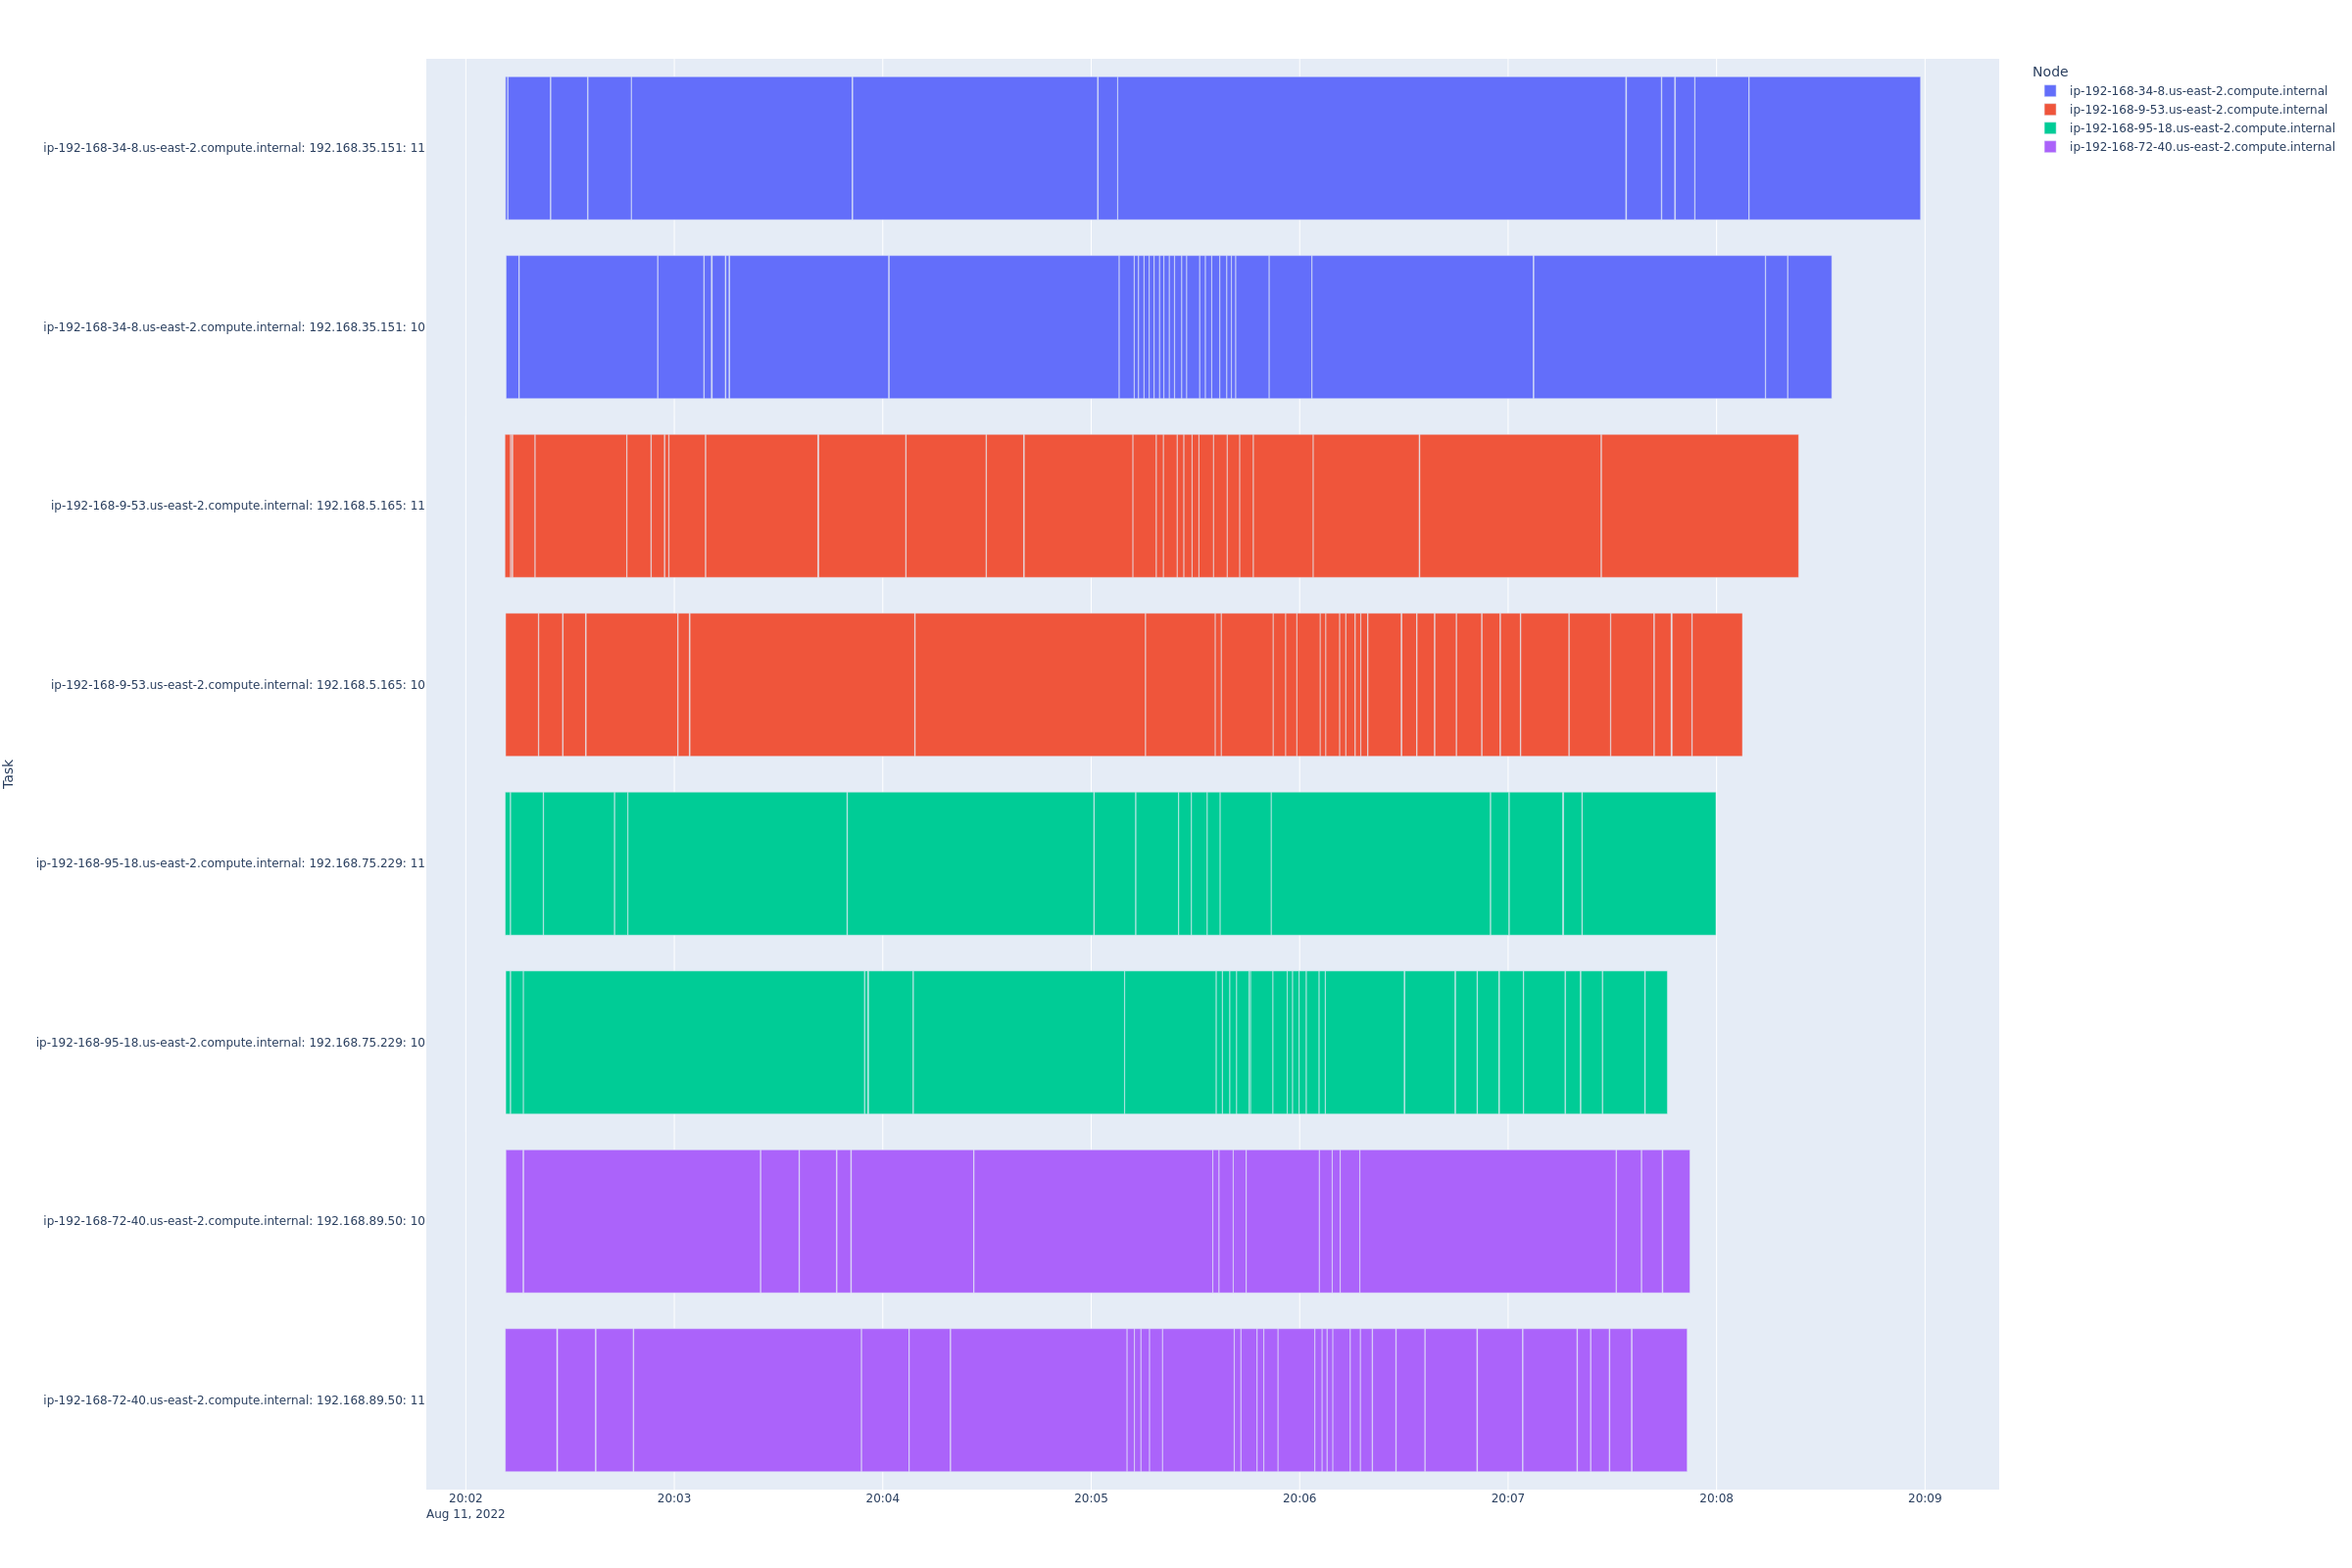 Node
ip-192-168-34-8.us-east-2.compute.internal
ip-192-168-9-53.us-east-2.compute.internal
ip-192-168-95-18.us-east-2.compute.internal
ip-192-168-72-40.us-east-2.compute.internal
ip-192-168-34-8.us-east-2.compute.internal: 192.168.35.151: 11
ip-192-168-34-8.us-east-2.compute.internal: 192.168.35.151: 10
ip-192-168-9-53.us-east-2.compute.internal: 192.168.5.165: 11
ip-192-168-9-53.us-east-2.compute.internal: 192.168.5.165: 10
Task
ip-192-168-95-18.us-east-2.compute.internal: 192.168.75.229: 11
ip-192-168-95-18.us-east-2.compute.internal: 192.168.75.229: 10
ip-192-168-72-40.us-east-2.compute.internal: 192.168.89.50: 10
ip-192-168-72-40.us-east-2.compute.internal: 192.168.89.50: 11
20:02 20:03 20:04 20:05 20:06 20:07 20:08 20:09
Aug 11, 2022